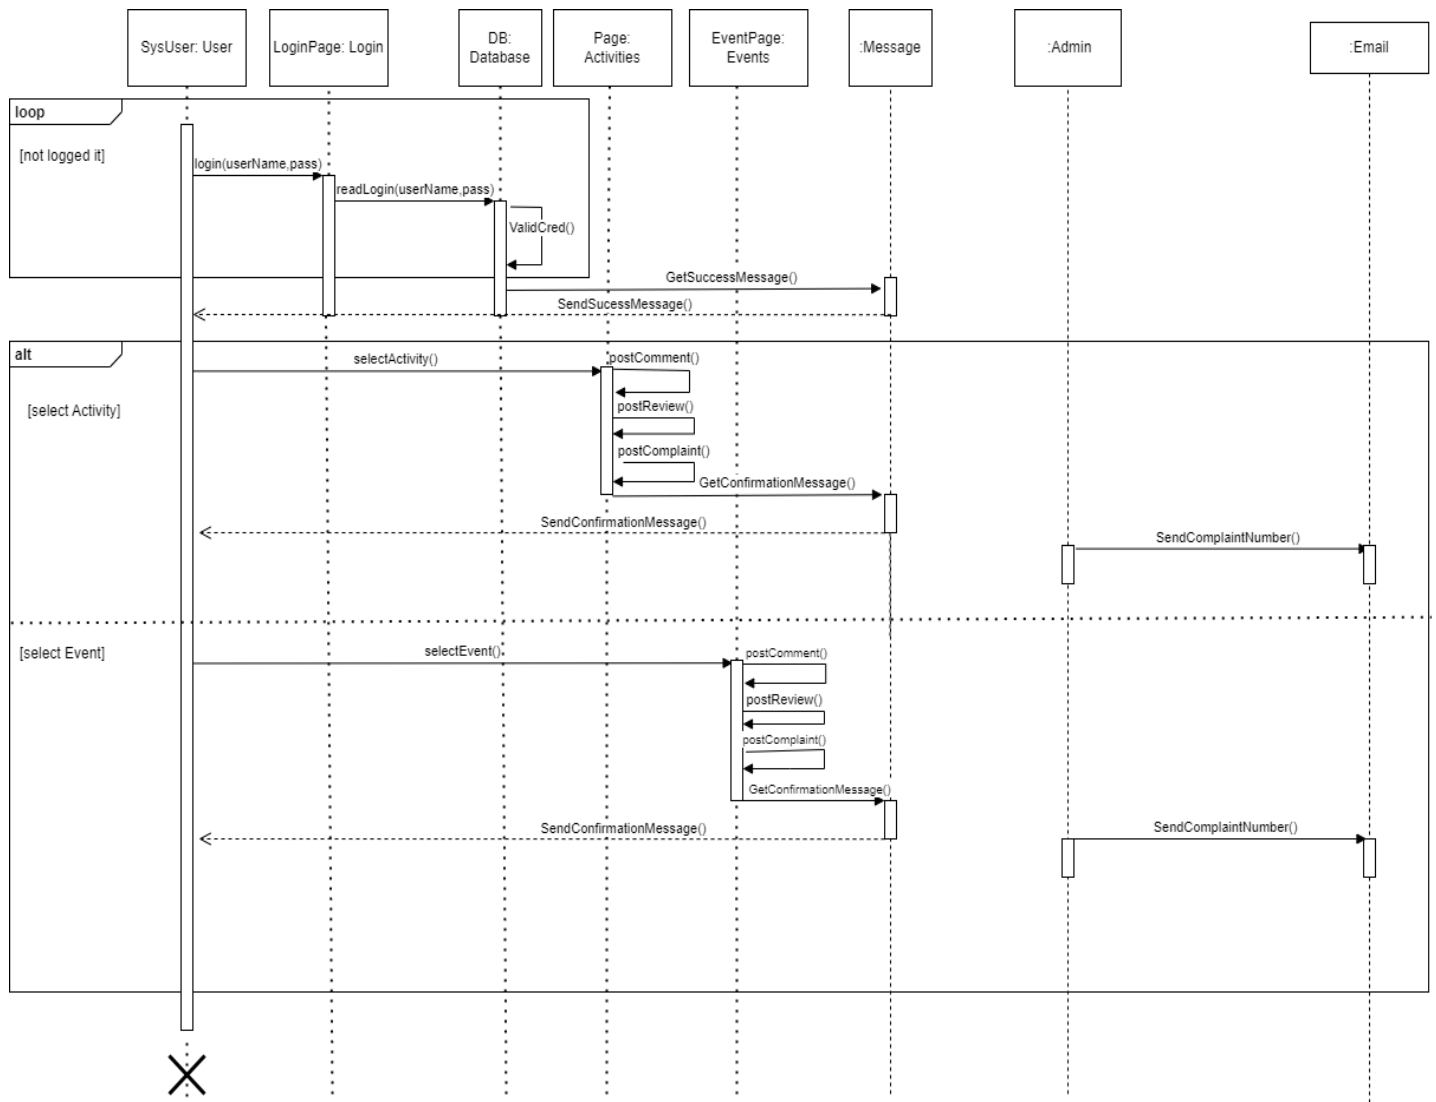 SysUser: User
LoginPage: Login
DB:
Database
Page:
Activities
EventPage:
Events
:Message
:Admin
:Email
loop
[not logged it]
login(userName,pass)
readLogin(userName,pass)
ValidCred()
GetSuccessMessage()
SendSucessMessage()
alt
selectActivity()
postComment()
[select Activity]
postReview()
postComplaint()
GetConfirmationMessage()
SendConfirmationMessage()
SendComplaintNumber()
[select Event]
selectEvent()
postComment()
postReview()
postComplaint()
GetConfirmationMessage()
SendConfirmationMessage()
SendComplaintNumber()